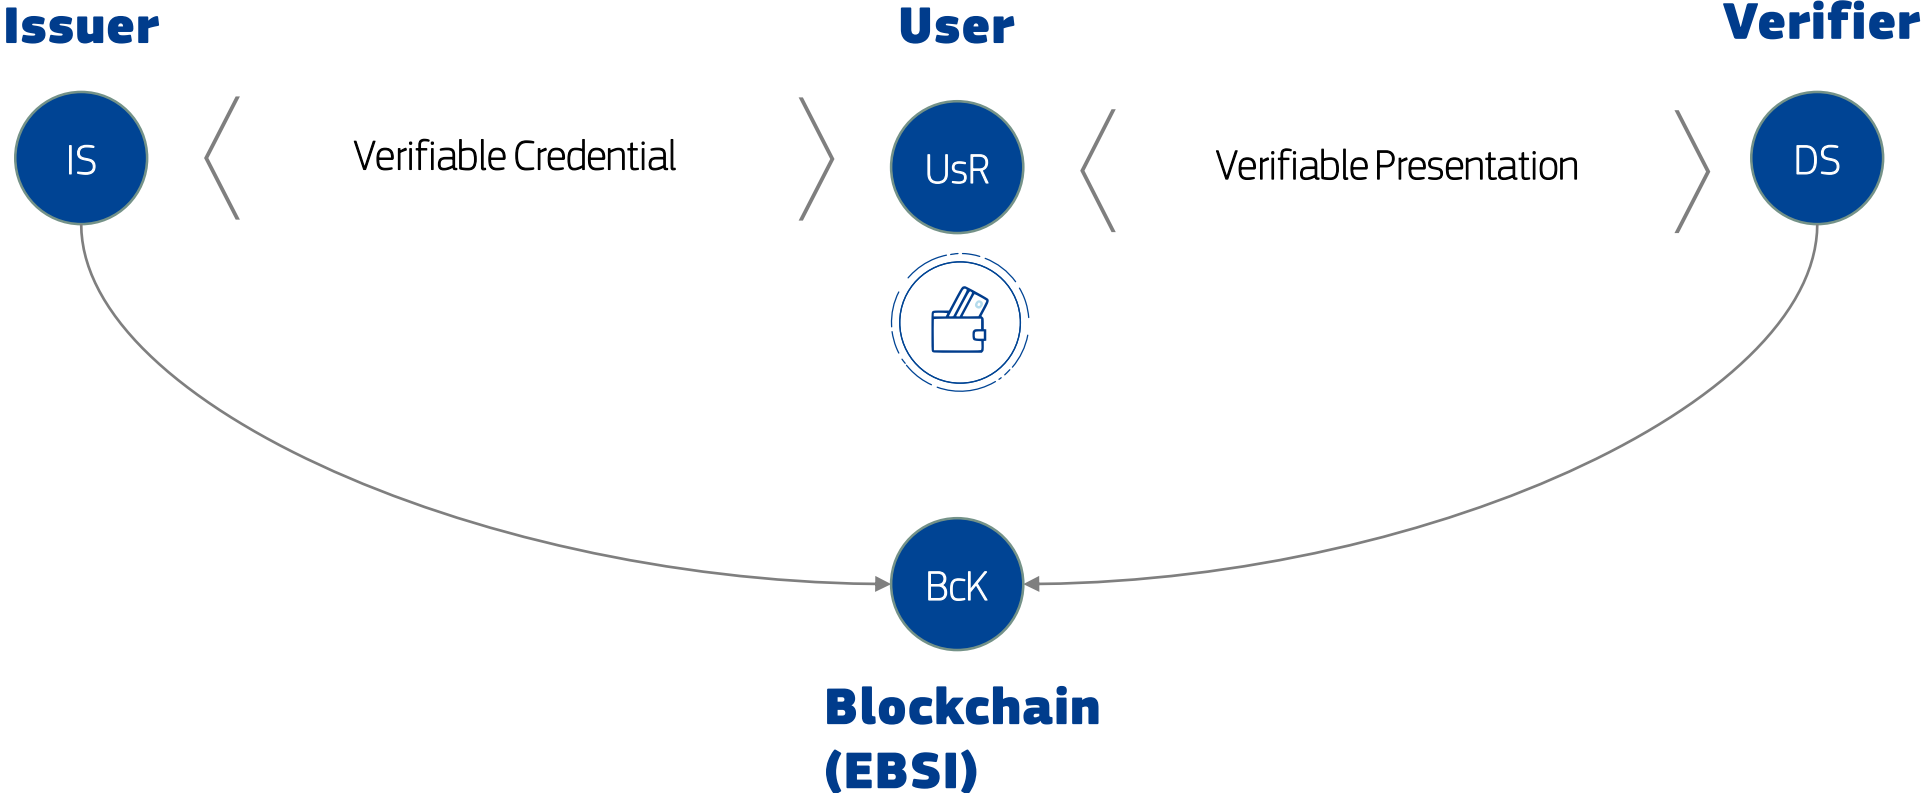 Issuer
User
Verifier
IS
Verifiable Credential
UsR
Verifiable Presentation
DS
BcK
Blockchain
(EBSI)